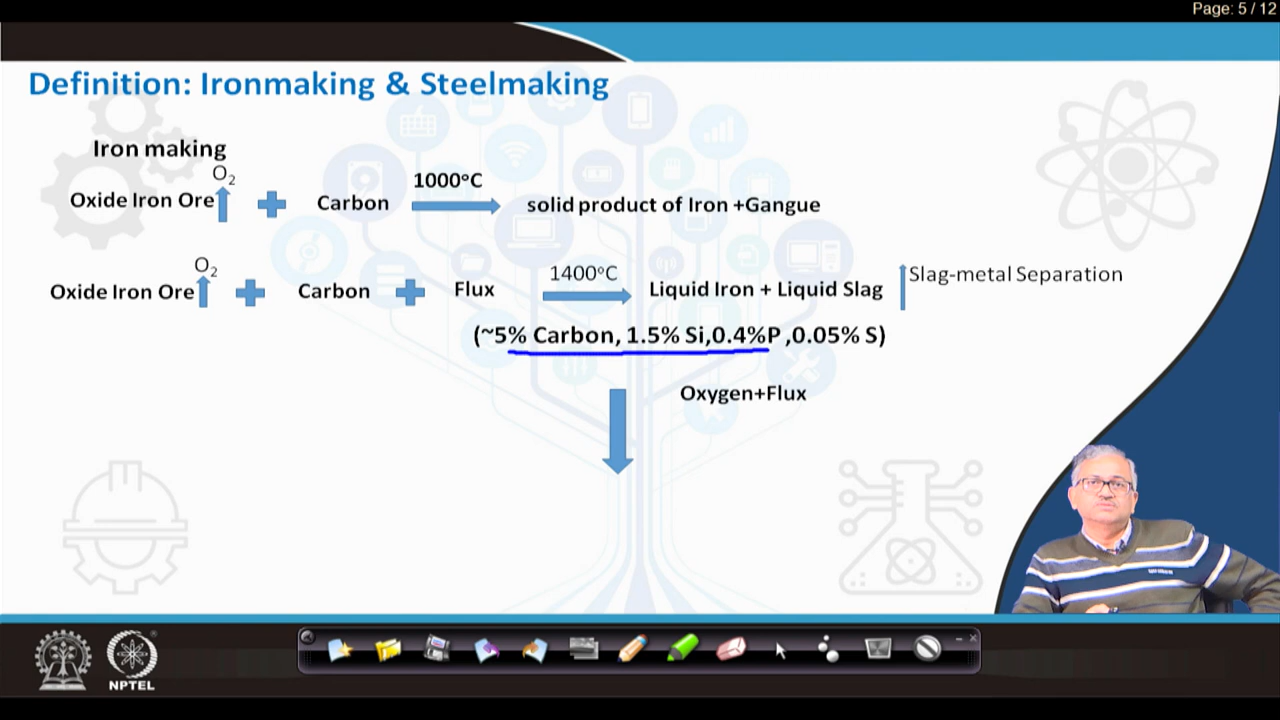 Page: 5 / 12
Definition: Ironmaking & Steelmaking
Iron making
O2
Oxide Iron Ore Carbon 1000°C solid product of Iron +Gangue
O2
Oxide Iron Ore Carbon Flux 1400°C Liquid Iron + Liquid Slag Slag-metal Separation
(~5% Carbon, 1.5% Si,0.4%P ,0.05% S)
Oxygen+Flux
NPTEL